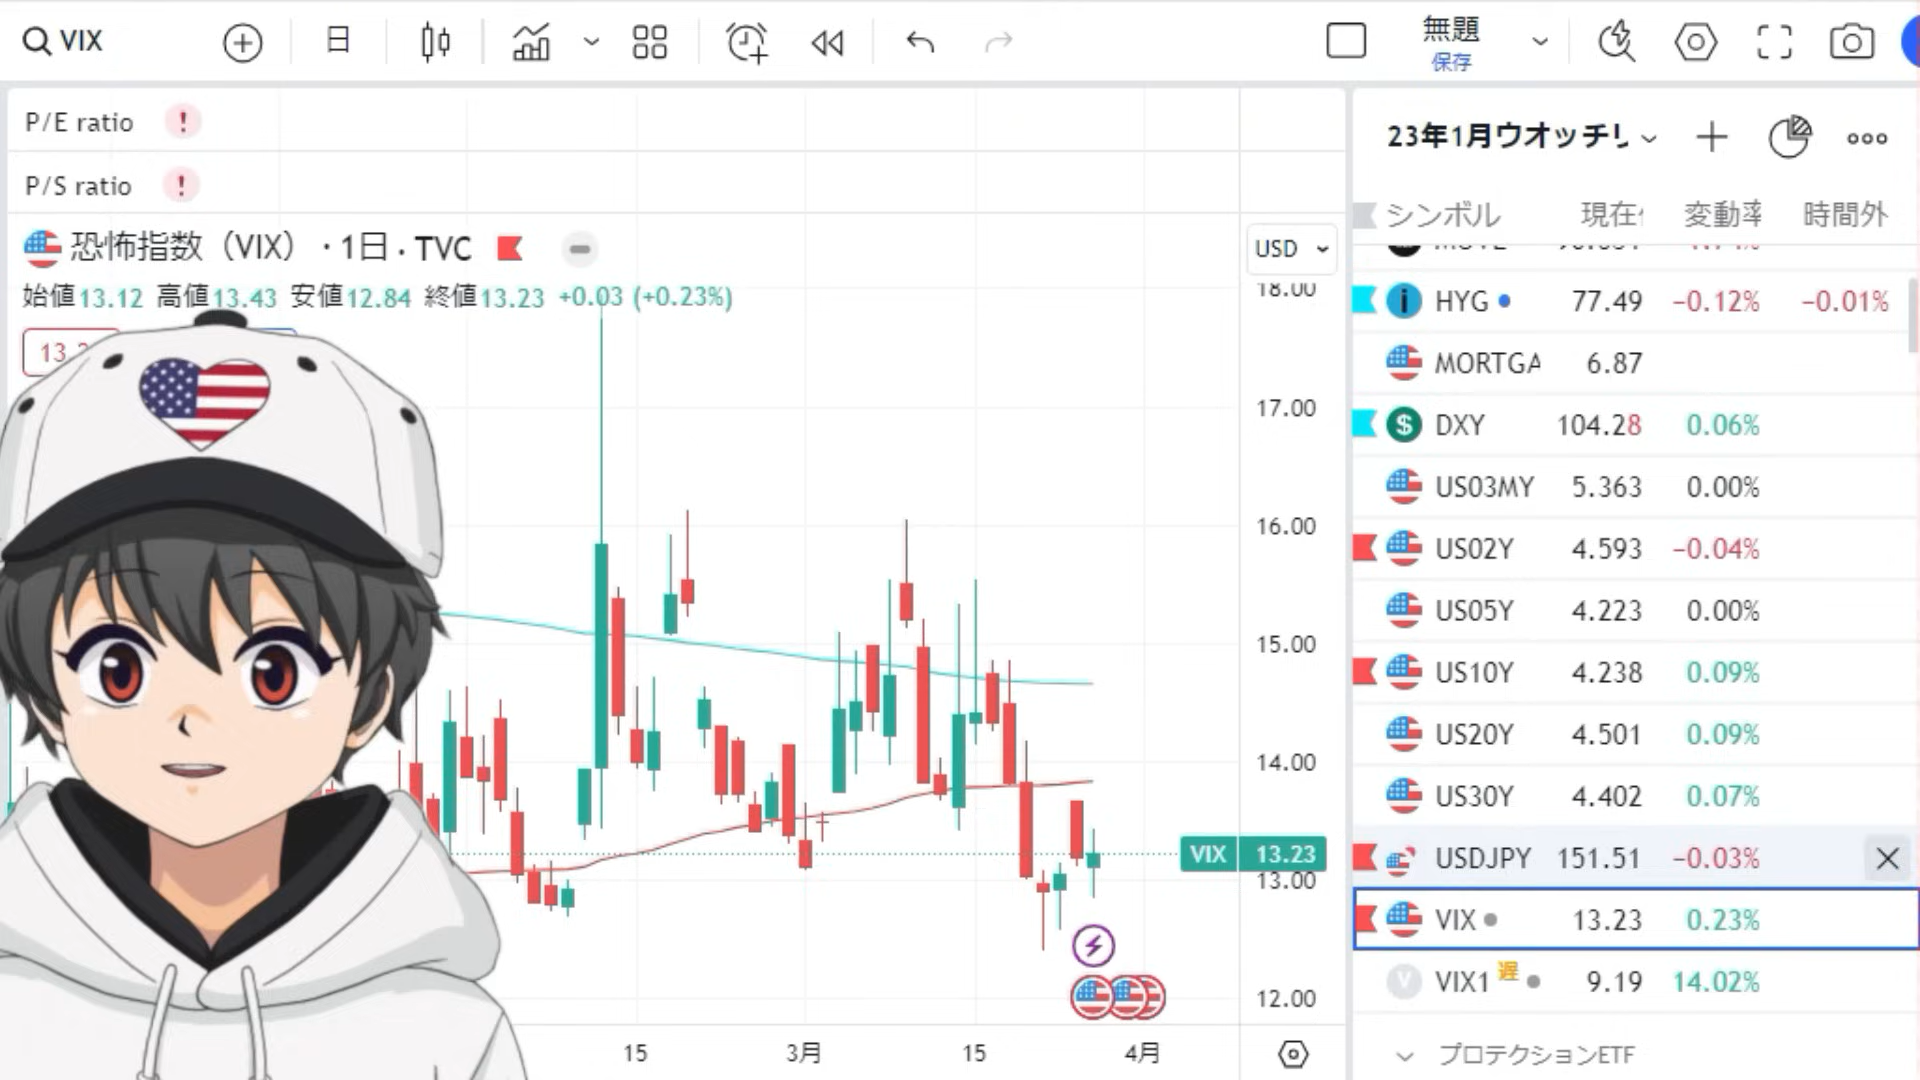 VIX
日
無題
保存
P/E ratio !
P/S ratio !
恐怖指数（VIX）・1日・TVC
始値13.12 高値13.43 安値12.84 終値13.23 +0.03 (+0.23%)
USD
18.00
17.00
16.00
15.00
14.00
VIX 13.23
13.00
12.00
15 3月 15 4月
23年1月ウオッチリ
シンボル 変動率 時間外
HYG 77.49 −0.12% −0.01%
MORTGA 6.87
$ DXY 104.28 0.06%
US03MY 5.363 0.00%
US02Y 4.593 −0.04%
US05Y 4.223 0.00%
US10Y 4.238 0.09%
US20Y 4.501 0.09%
US30Y 4.402 0.07%
USDJPY 151.51 −0.03%
VIX 13.23 0.23%
V VIX1 遅 9.19 14.02%
プロテクションETF